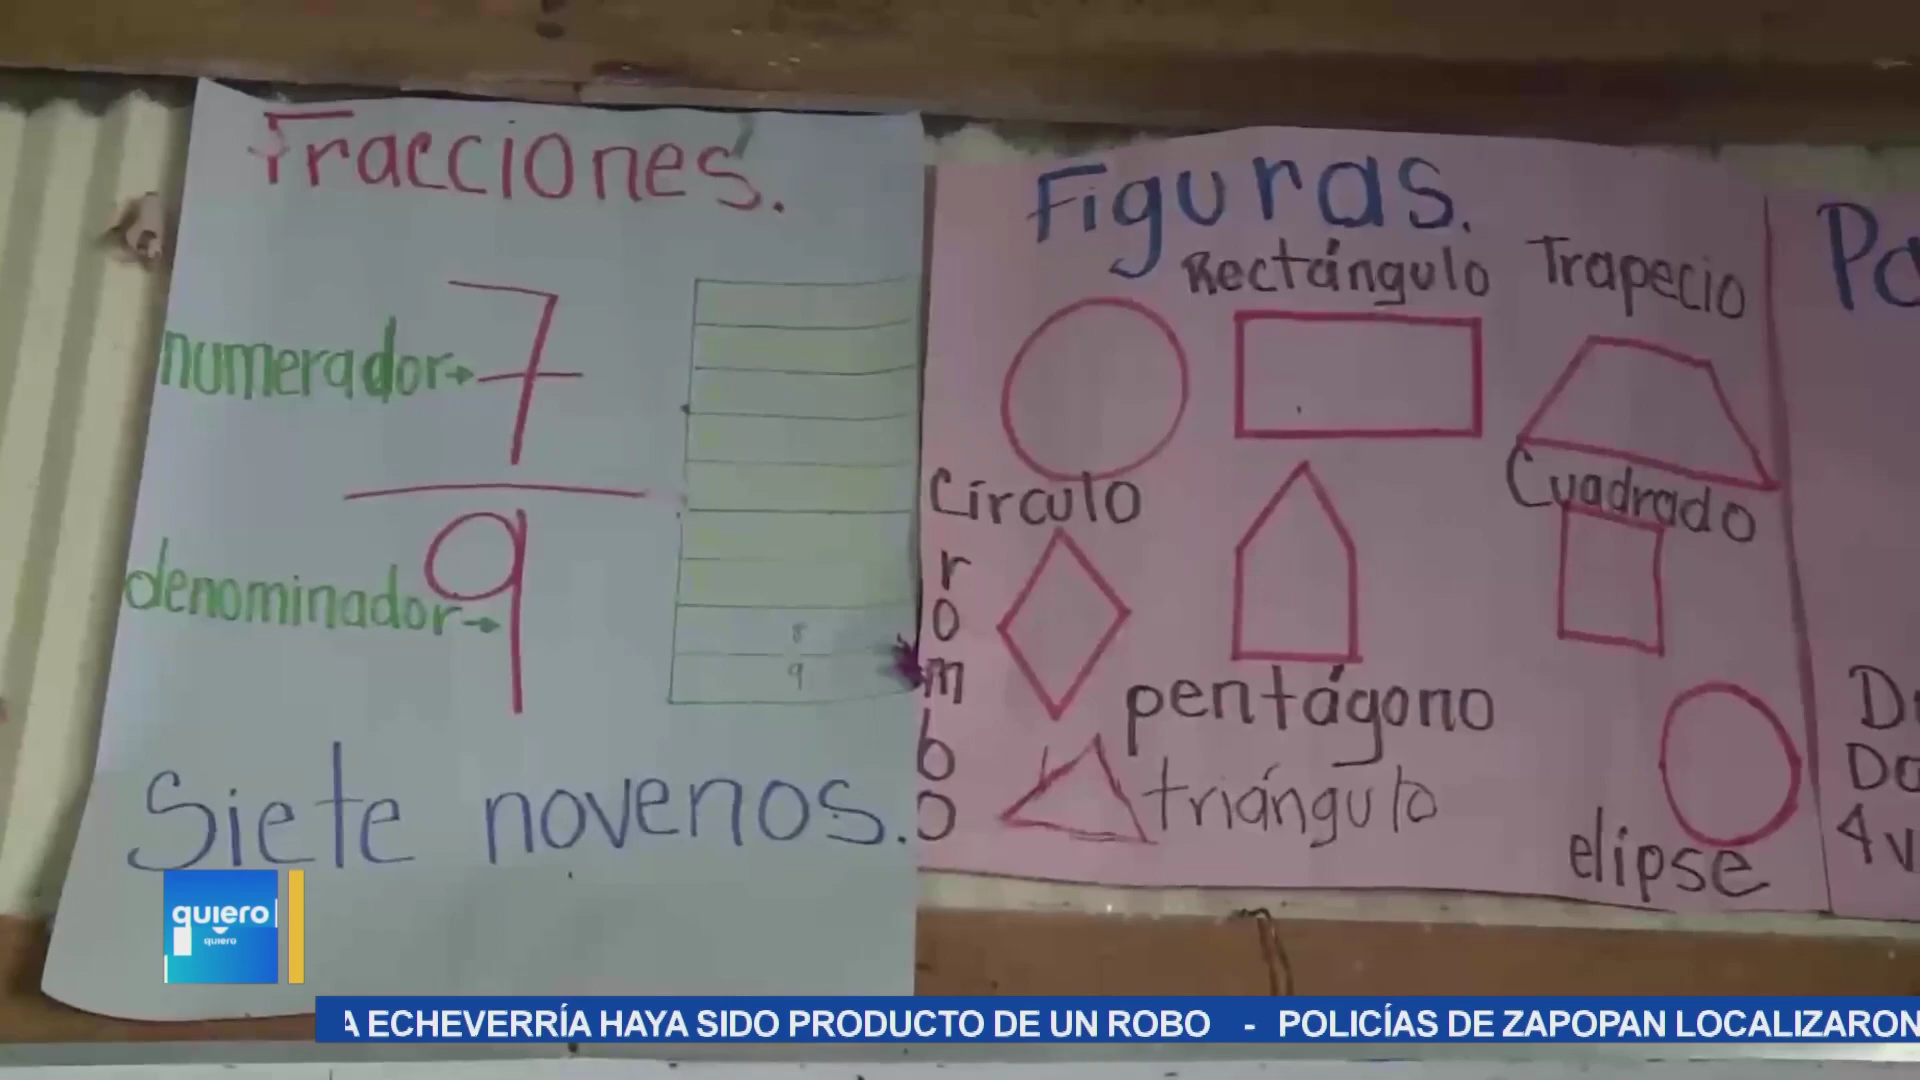 Fracciones.
numerador→ 7
denominador→ 9
8
9
Siete novenos.
Figuras.
Rectángulo
Trapecio
Círculo
Cuadrado
rombo
pentágono
triángulo
elipse
quiero
quiero
A ECHEVERRÍA HAYA SIDO PRODUCTO DE UN ROBO - POLICÍAS DE ZAPOPAN LOCALIZARON